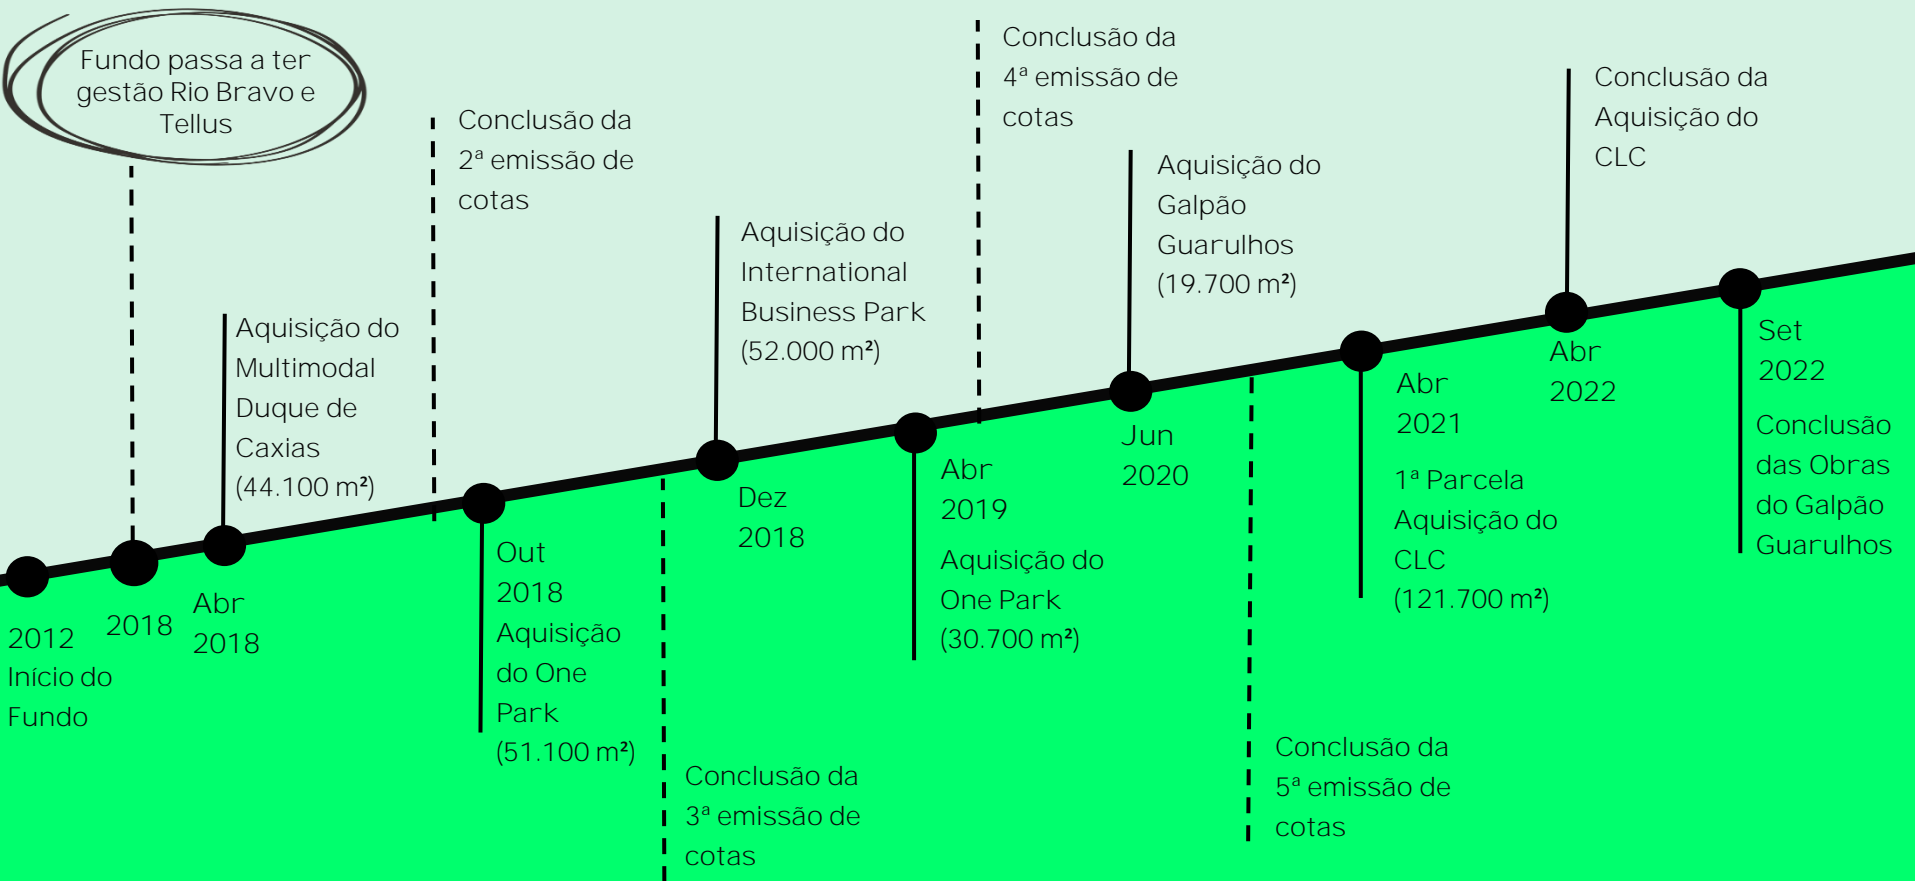 Fundo passa a ter
gestão Rio Bravo e
Tellus
2012
Início do
Fundo
2018
Aquisição do
Multimodal
Duque de
Caxias
(44.100 m²)
Abr
2018
Conclusão da
2ª emissão de
cotas
Out
2018
Aquisição
do One
Park
(51.100 m²)
Conclusão da
3ª emissão de
cotas
Aquisição do
International
Business Park
(52.000 m²)
Dez
2018
Abr
2019
Aquisição do
One Park
(30.700 m²)
Conclusão da
4ª emissão de
cotas
Aquisição do
Galpão
Guarulhos
(19.700 m²)
Jun
2020
Conclusão da
5ª emissão de
cotas
Abr
2021
1ª Parcela
Aquisição do
CLC
(121.700 m²)
Conclusão da
Aquisição do
CLC
Abr
2022
Set
2022
Conclusão
das Obras
do Galpão
Guarulhos